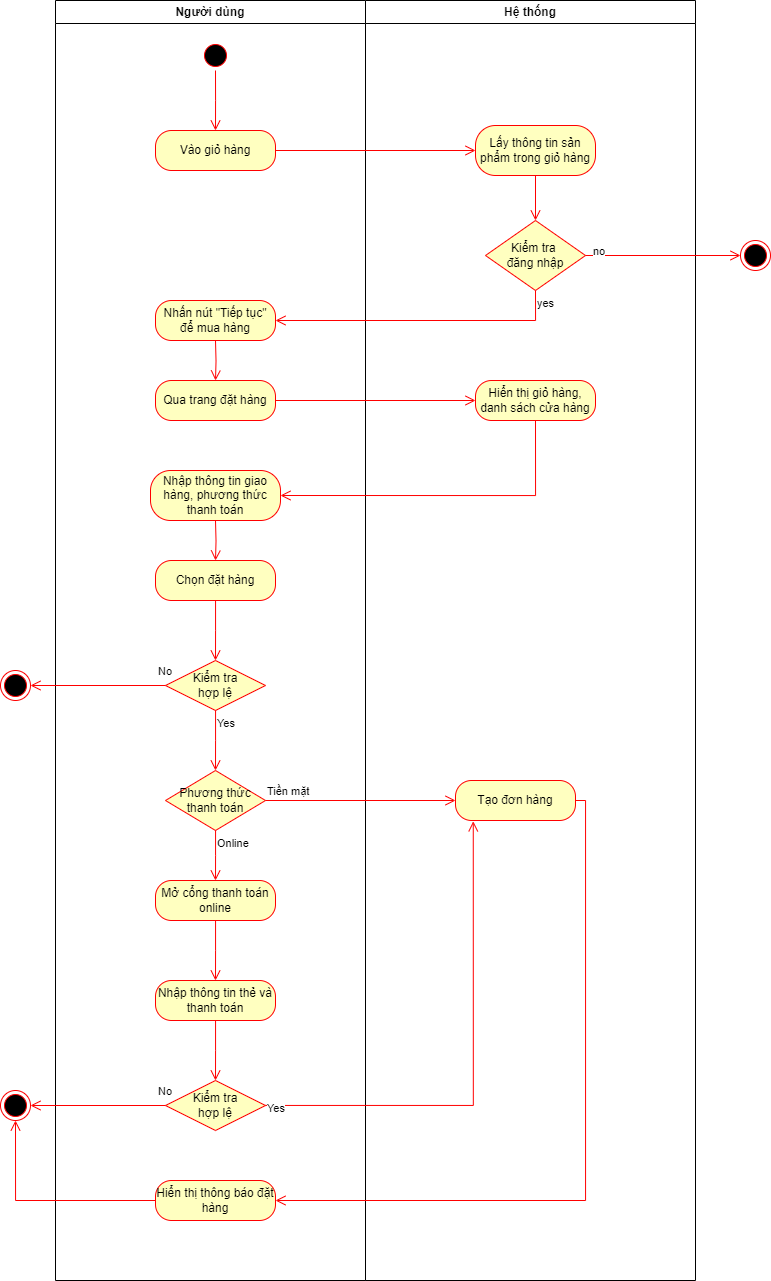 Người dùng
Hệ thống
Vào giỏ hàng
Lấy thông tin sản
phẩm trong giỏ hàng
Kiểm tra
đăng nhập
no
yes
Nhấn nút "Tiếp tục"
để mua hàng
Qua trang đặt hàng
Hiển thị giỏ hàng,
danh sách cửa hàng
Nhập thông tin giao
hàng, phương thức
thanh toán
Chọn đặt hàng
Kiểm tra
hợp lệ
No
Yes
Phương thức
thanh toán
Tiền mặt
Tạo đơn hàng
Online
Mở cổng thanh toán
online
Nhập thông tin thẻ và
thanh toán
Kiểm tra
hợp lệ
No
Yes
Hiển thị thông báo đặt
hàng